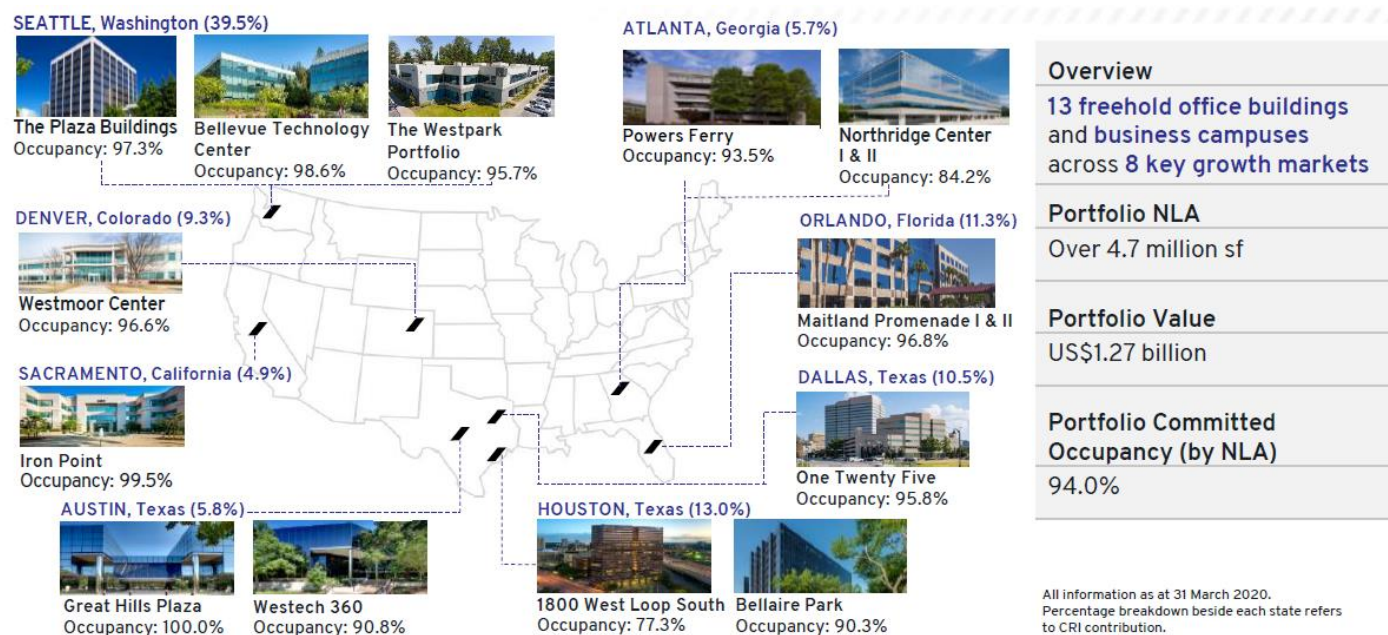 SEATTLE, Washington (39.5%)
The Plaza Buildings
Occupancy: 97.3%
Bellevue Technology
Center
Occupancy: 98.6%
The Westpark
Portfolio
Occupancy: 95.7%
ATLANTA, Georgia (5.7%)
Powers Ferry
Occupancy: 93.5%
Northridge Center
I & II
Occupancy: 84.2%
DENVER, Colorado (9.3%)
Westmoor Center
Occupancy: 96.6%
ORLANDO, Florida (11.3%)
Maitland Promenade I & II
Occupancy: 96.8%
SACRAMENTO, California (4.9%)
Iron Point
Occupancy: 99.5%
DALLAS, Texas (10.5%)
One Twenty Five
Occupancy: 95.8%
AUSTIN, Texas (5.8%)
Great Hills Plaza
Occupancy: 100.0%
Westech 360
Occupancy: 90.8%
HOUSTON, Texas (13.0%)
1800 West Loop South
Occupancy: 77.3%
Bellaire Park
Occupancy: 90.3%
Overview
13 freehold office buildings
and business campuses
across 8 key growth markets
Portfolio NLA
Over 4.7 million sf
Portfolio Value
US$1.27 billion
Portfolio Committed
Occupancy (by NLA)
94.0%
All information as at 31 March 2020.
Percentage breakdown beside each state refers
to CRI contribution.